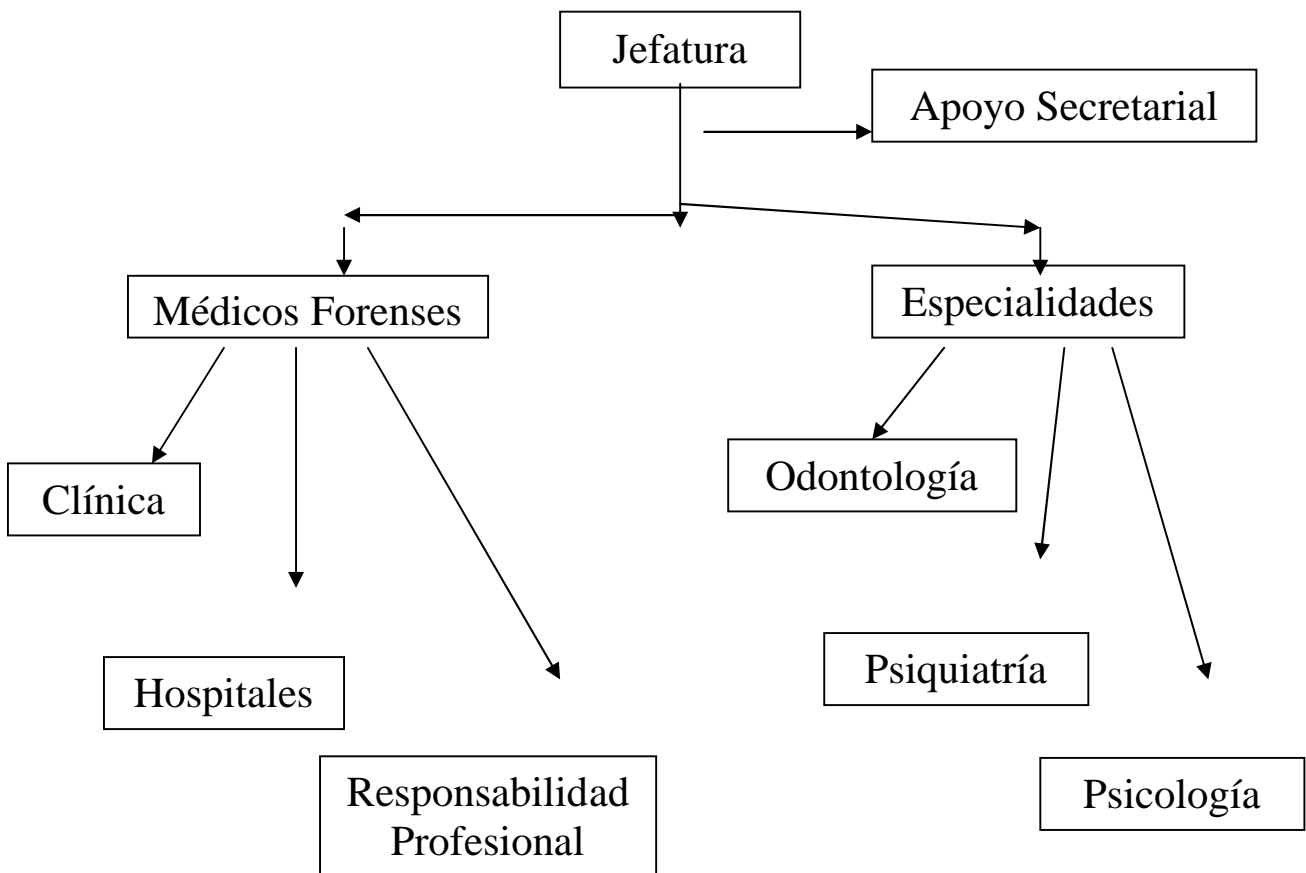 Jefatura
Apoyo Secretarial
Médicos Forenses
Especialidades
Clínica
Odontología
Hospitales
Psiquiatría
Responsabilidad
Profesional
Psicología